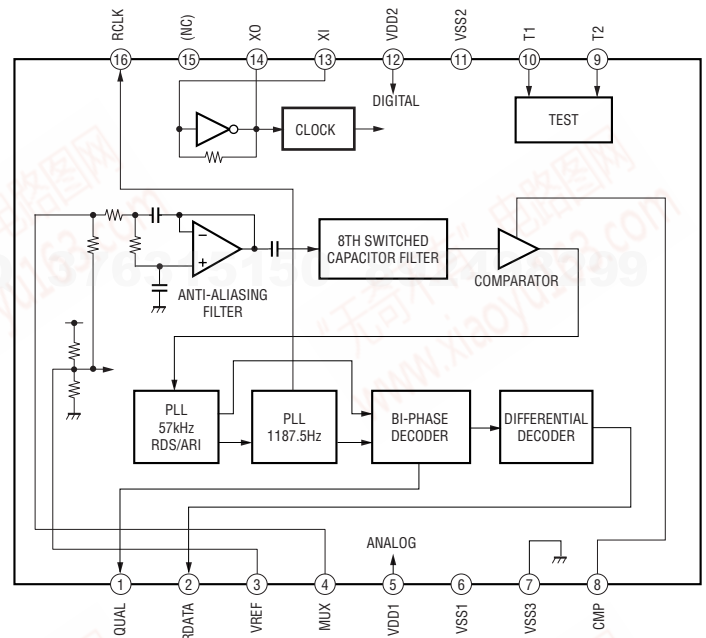 RCLK
(NC)
XO
XI
VDD2
VSS2
T1
T2
16
15
14
13
12
11
10
9
DIGITAL
CLOCK
TEST
8TH SWITCHED
CAPACITOR FILTER
−
+
COMPARATOR
ANTI-ALIASING
FILTER
PLL
57kHz
RDS/ARI
PLL
1187.5Hz
BI-PHASE
DECODER
DIFFERENTIAL
DECODER
ANALOG
1
2
3
4
5
6
7
8
QUAL
RDATA
VREF
MUX
VDD1
VSS1
VSS3
CMP